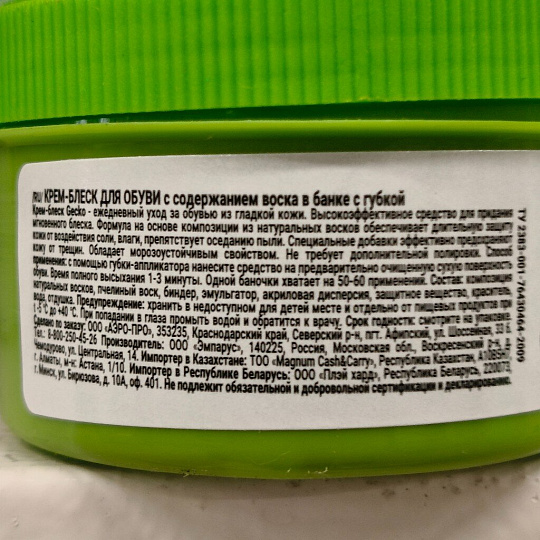 /RU/ КРЕМ-БЛЕСК ДЛЯ ОБУВИ с содержанием воска в банке с губкой
Крем-блеск Gecko - ежедневный уход за обувью из гладкой кожи. Высокоэффективное средство для придания
мгновенного блеска. Формула на основе композиции из натуральных восков обеспечивает длительную защиту
кожи от воздействия соли, влаги, препятствует оседанию пыли. Специальные добавки эффективно предохраняют
кожу от трещин. Обладает морозоустойчивым свойством. Не требует дополнительной полировки. Способ
применения: с помощью губки-аппликатора нанесите средство на предварительно очищенную сухую поверхность
обуви. Время полного высыхания 1-3 минуты. Одной баночки хватает на 50-60 применений. Состав: композиция
натуральных восков, пчелиный воск, биндер, эмульгатор, акриловая дисперсия, защитное вещество, краситель,
вода, отдушка. Предупреждение: хранить в недоступном для детей месте и отдельно от пищевых продуктов при
t -5 °C до +40 °C. При попадании в глаза промыть водой и обратится к врачу. Срок годности: смотрите на упаковке.
Сделано по заказу: ООО «АЭРО-ПРО», 353235, Краснодарский край, Северский р-н, пгт. Афипский, ул. Шоссейная, 33 б.
тел.: 8-800-250-45-26 Производитель: ООО «Эмпарус», 140225, Россия, Московская обл., Воскресенский р-н, д.
Чемодурово, ул. Центральная, 14. Импортер в Казахстане: ТОО «Magnum Cash&Carry», Республика Казахстан,
г. Алматы, м-н: Астана, 1/10. Импортер в Республике Беларусь: ООО «Плэй хард», Республика Беларусь, 220073,
г. Минск, ул. Бирюзова, д. 10А, оф. 401. Не подлежит обязательной и добровольной сертификации и декларированию.
ТУ 2383-001-76430464-2009